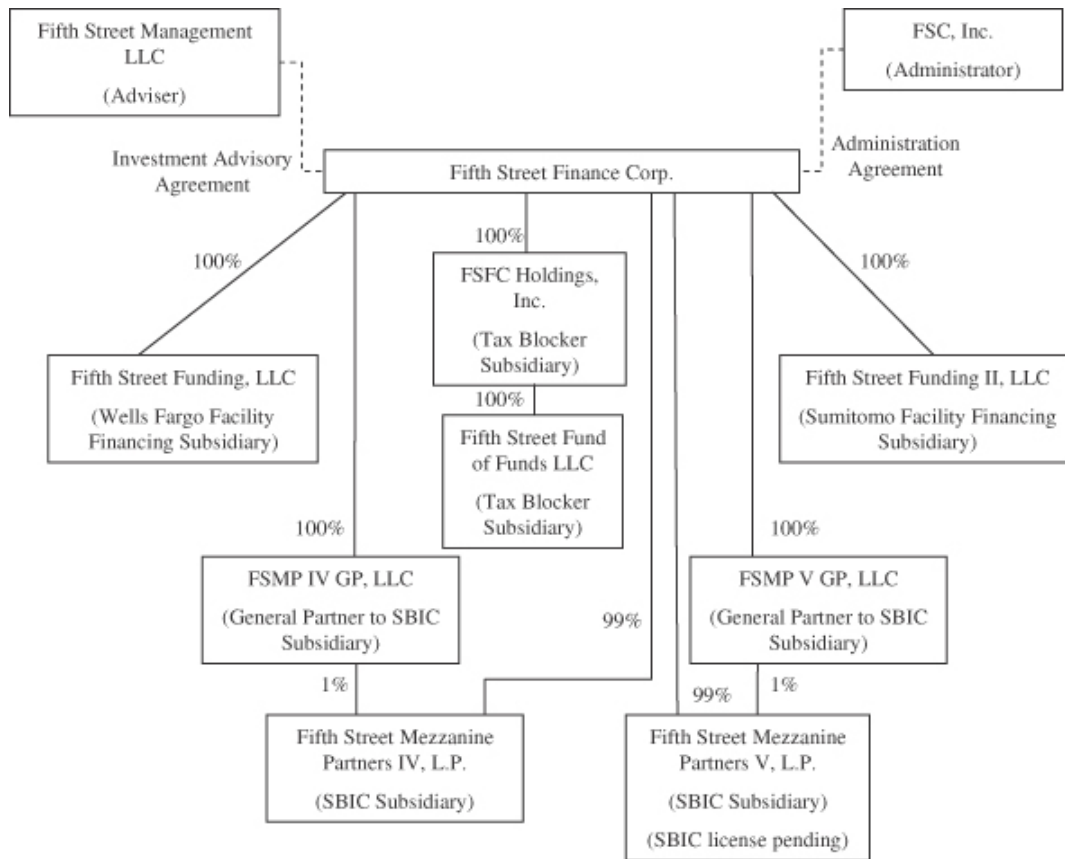 Fifth Street Management
LLC
(Adviser)
FSC, Inc.
(Administrator)
Investment Advisory
Agreement
Fifth Street Finance Corp.
Administration
Agreement
100%
100%
100%
FSFC Holdings,
Inc.
(Tax Blocker
Subsidiary)
Fifth Street Funding, LLC
(Wells Fargo Facility
Financing Subsidiary)
100%
Fifth Street Fund
of Funds LLC
(Tax Blocker
Subsidiary)
Fifth Street Funding II, LLC
(Sumitomo Facility Financing
Subsidiary)
100%
100%
FSMP IV GP, LLC
(General Partner to SBIC
Subsidiary)
99%
FSMP V GP, LLC
(General Partner to SBIC
Subsidiary)
1%
99%
1%
Fifth Street Mezzanine
Partners IV, L.P.
(SBIC Subsidiary)
Fifth Street Mezzanine
Partners V, L.P.
(SBIC Subsidiary)
(SBIC license pending)